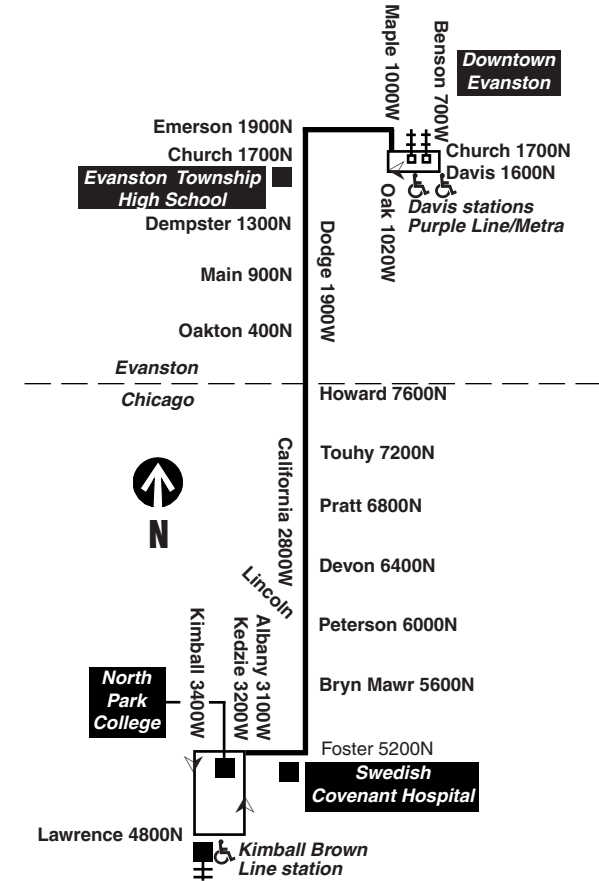 Maple 1000W
Benson 700W
Downtown
Evanston
Emerson 1900N
Church 1700N
Church 1700N
Davis 1600N
Evanston Township
High School
Oak 1020W
Davis stations
Purple Line/Metra
Dempster 1300N
Dodge 1900W
Main 900N
Oakton 400N
Evanston
Chicago
Howard 7600N
California 2800W
Touhy 7200N
N
Pratt 6800N
Devon 6400N
Lincoln
Peterson 6000N
Kimball 3400W
Kedzie 3200W
Albany 3100W
North
Park
College
Bryn Mawr 5600N
Foster 5200N
Swedish
Covenant Hospital
Lawrence 4800N
Kimball Brown
Line station